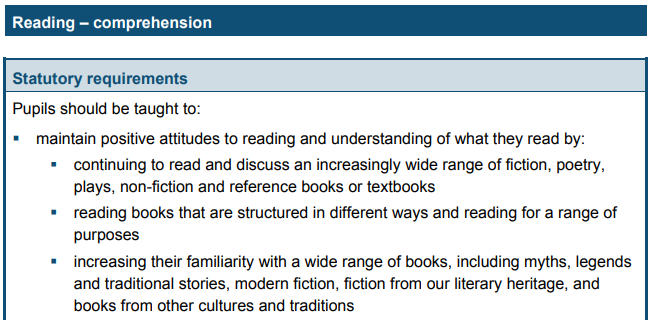 Reading – comprehension
Statutory requirements
Pupils should be taught to:
▪ maintain positive attitudes to reading and understanding of what they read by:
▪ continuing to read and discuss an increasingly wide range of fiction, poetry,
plays, non-fiction and reference books or textbooks
▪ reading books that are structured in different ways and reading for a range of
purposes
▪ increasing their familiarity with a wide range of books, including myths, legends
and traditional stories, modern fiction, fiction from our literary heritage, and
books from other cultures and traditions